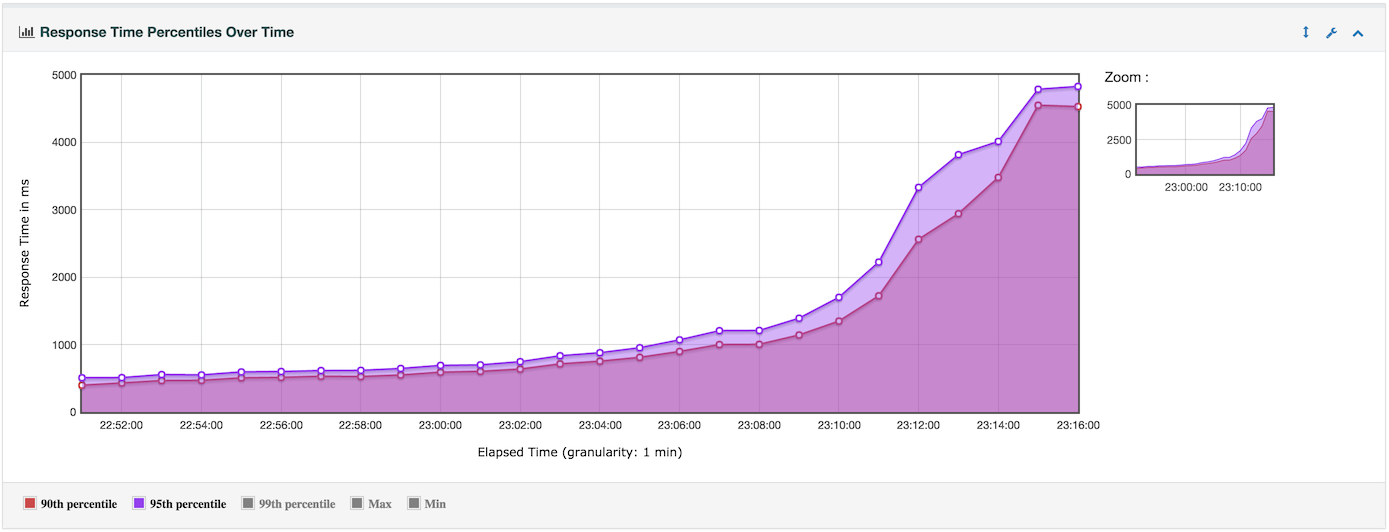 Response Time Percentiles Over Time
Zoom :
5000
4000
3000
2000
1000
0
Response Time in ms
22:52:00 22:54:00 22:56:00 22:58:00 23:00:00 23:02:00 23:04:00 23:06:00 23:08:00 23:10:00 23:12:00 23:14:00 23:16:00
Elapsed Time (granularity: 1 min)
5000
2500
0
23:00:00 23:10:00
90th percentile 95th percentile 99th percentile Max Min